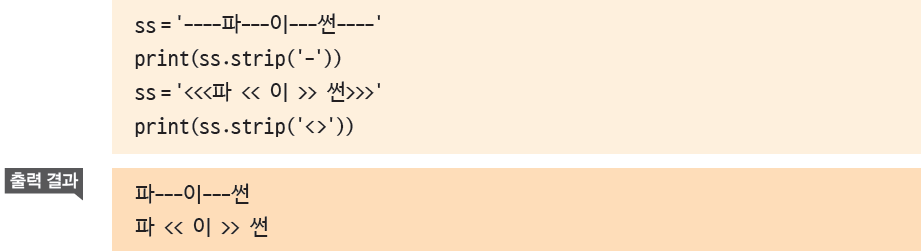 ss = '----파---이---썬----'
print(ss.strip('-'))
ss = '<<<파 << 이 >> 썬>>>'
print(ss.strip('<>'))
출력 결과
파---이---썬
파 << 이 >> 썬